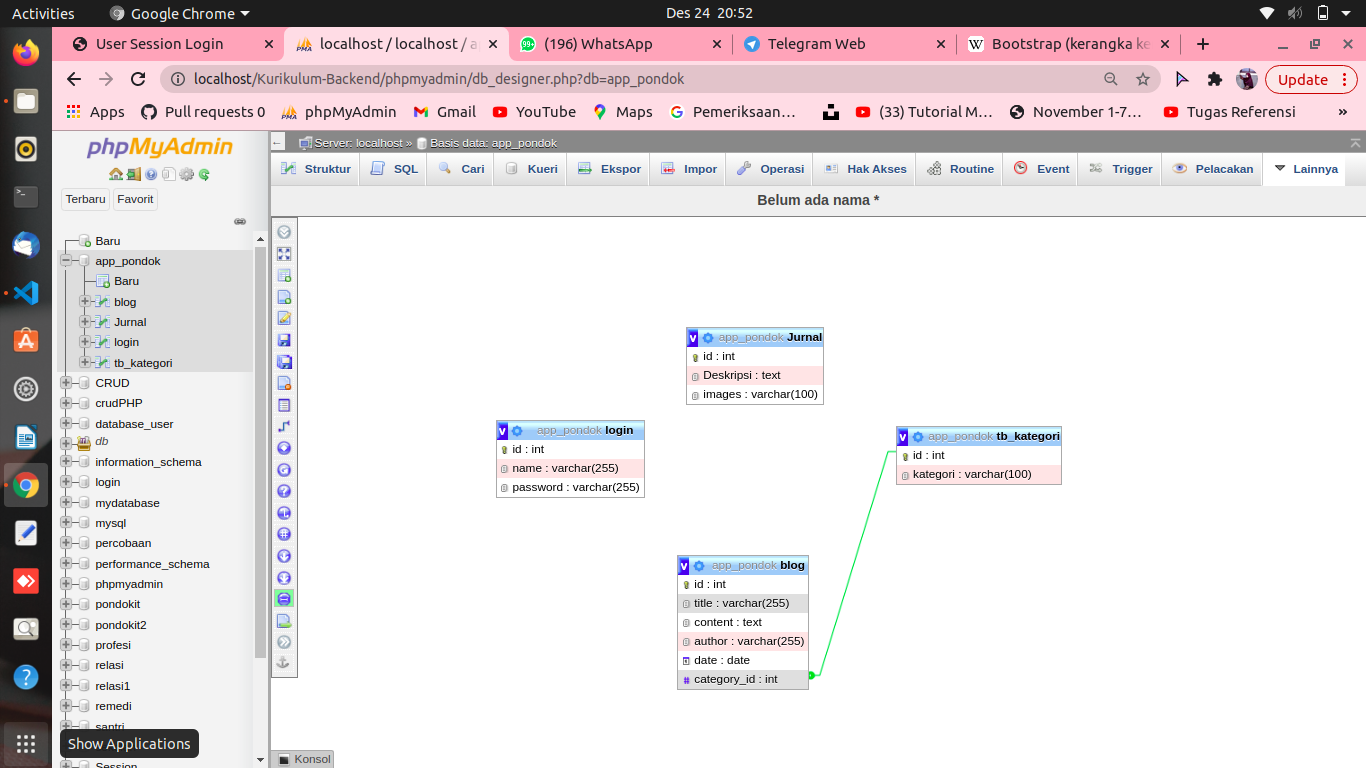 Activities
Google Chrome
Des 24 20:52
User Session Login
localhost / localhost / a
(196) WhatsApp
Telegram Web
Bootstrap (kerangka ke
localhost/Kurikulum-Backend/phpmyadmin/db_designer.php?db=app_pondok
Update
Apps
Pull requests 0
phpMyAdmin
Gmail
YouTube
Maps
Pemeriksaan...
(33) Tutorial M...
November 1-7...
Tugas Referensi
»
phpMyAdmin
Terbaru
Favorit
Baru
app_pondok
Baru
blog
Jurnal
login
tb_kategori
CRUD
crudPHP
database_user
db
information_schema
login
mydatabase
mysql
percobaan
performance_schema
phpmyadmin
pondokit
pondokit2
profesi
relasi
relasi1
remedi
santri
Session
Show Applications
Server: localhost » Basis data: app_pondok
Struktur
SQL
Cari
Kueri
Ekspor
Impor
Operasi
Hak Akses
Routine
Event
Trigger
Pelacakan
Lainnya
Belum ada nama *
v app_pondok Jurnal
id : int
Deskripsi : text
images : varchar(100)
v app_pondok login
id : int
name : varchar(255)
password : varchar(255)
v app_pondok tb_kategori
id : int
kategori : varchar(100)
v app_pondok blog
id : int
title : varchar(255)
content : text
author : varchar(255)
date : date
category_id : int
Konsol